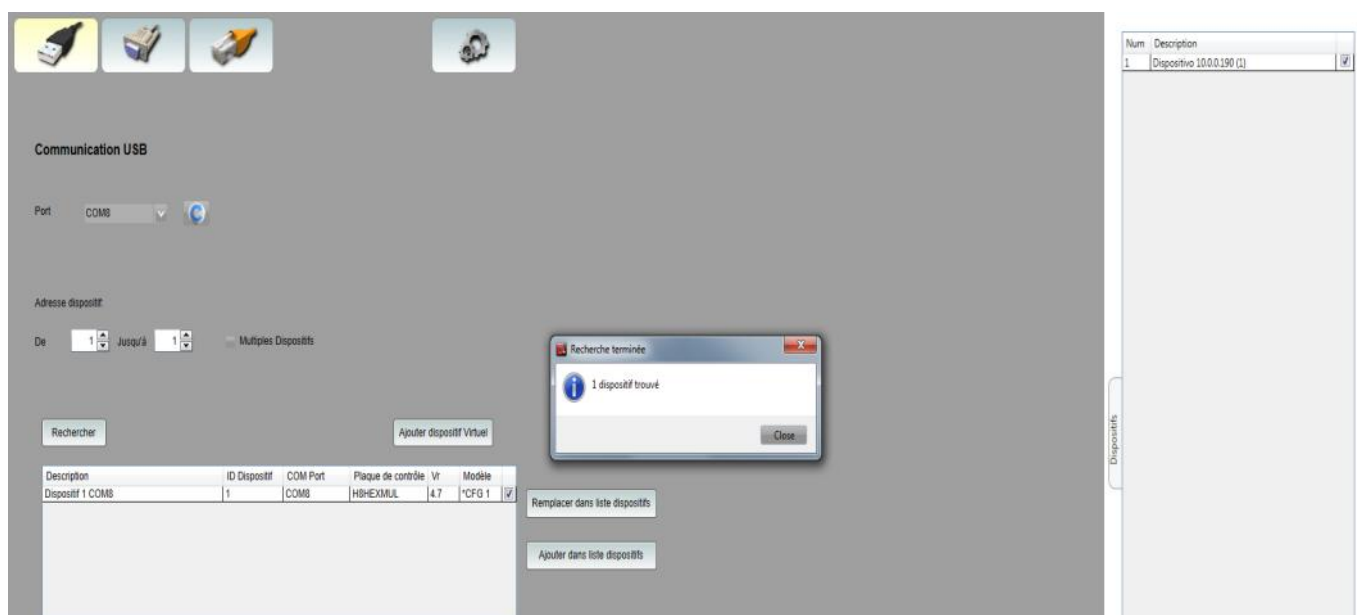 Num Description
1 Dispositivo 10.0.0.190 (1)
Communication USB
Port COM8
Adresse dispositif:
De 1 Jusqu'à 1 Multiples Dispositifs
Recherche terminée
1 dispositif trouvé
Close
Dispositifs
Rechercher Ajouter dispositif Virtuel
Description ID Dispositif COM Port Plaque de contrôle Vr Modèle
Dispositif 1 COM8 1 COM8 H8HEXMUL 4.7 *CFG 1
Remplacer dans liste dispositifs
Ajouter dans liste dispositifs